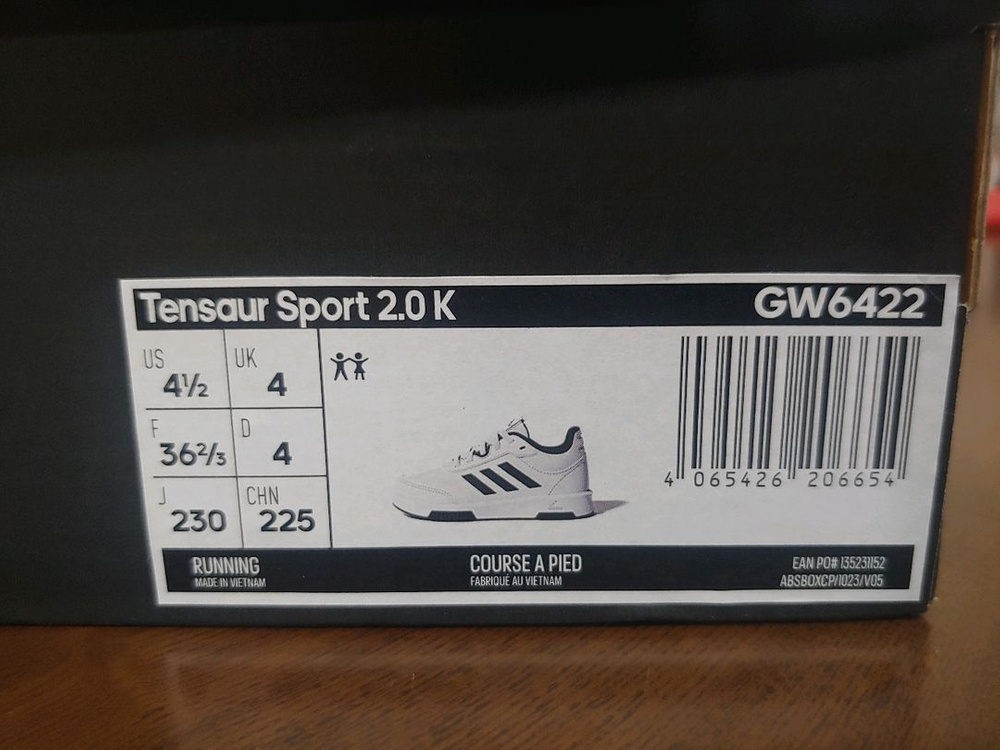 Tensaur Sport 2.0 K GW6422
US UK
4½ 4
F D
36⅔ 4
J CHN
230 225
4 065426 206654
RUNNING COURSE A PIED EAN PO# 135231152
MADE IN VIETNAM FABRIQUÉ AU VIETNAM ABSBOXCP/1023/V05